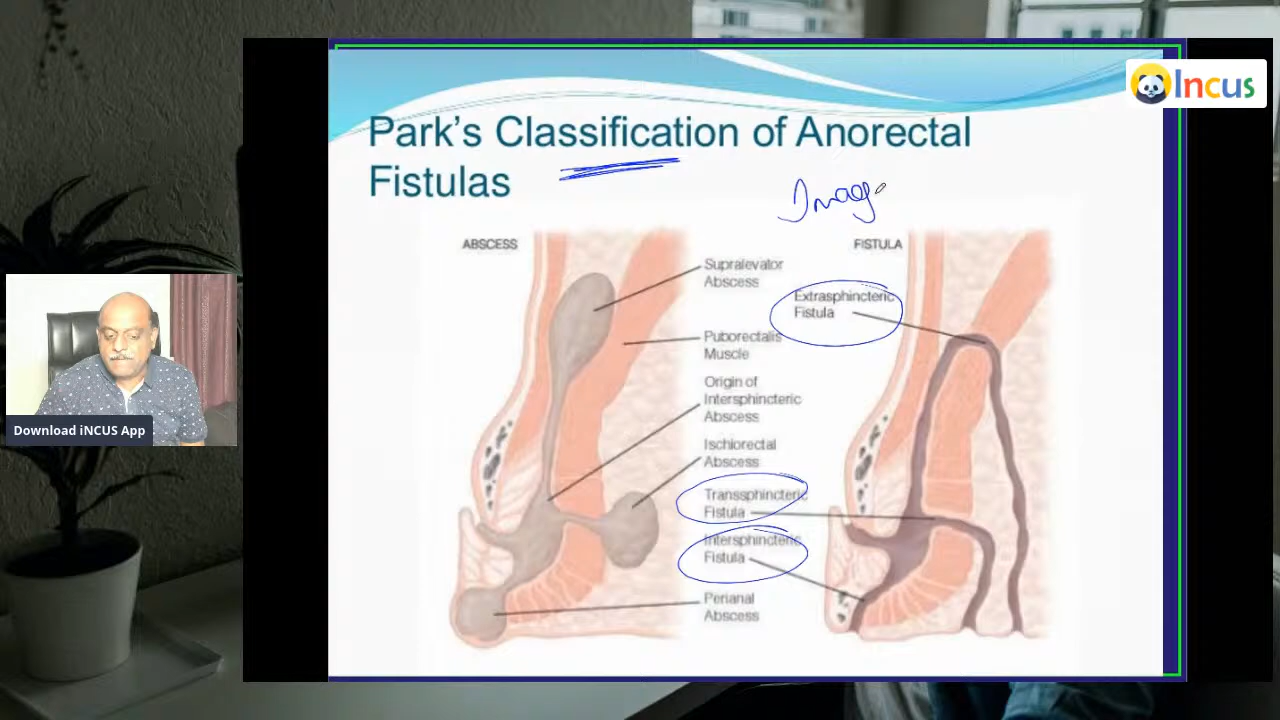 Incus
Park's Classification of Anorectal
Fistulas
Imag
ABSCESS
Supralevator
Abscess
Puborectalis
Muscle
Origin of
Intersphincteric
Abscess
Ischiorectal
Abscess
Transsphincteric
Fistula
Intersphincteric
Fistula
Perianal
Abscess
FISTULA
Extrasphincteric
Fistula
Download iNCUS App